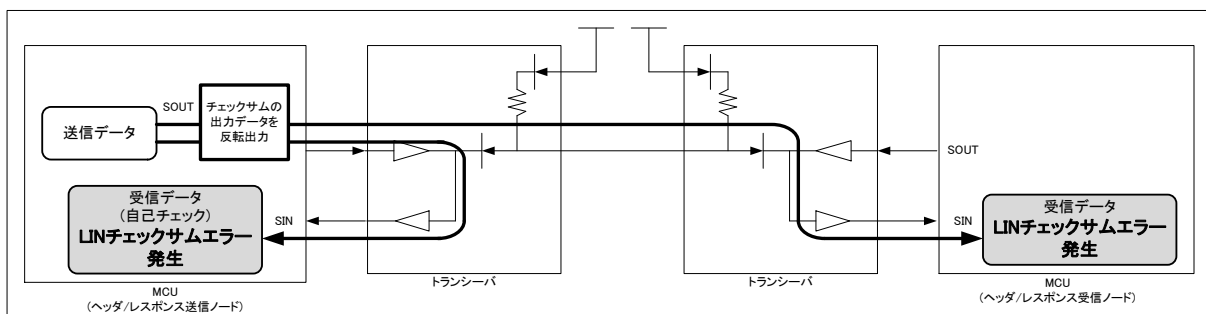 送信データ
SOUT
チェックサムの
出力データを
反転出力
受信データ
(自己チェック)
LINチェックサムエラー
発生
SIN
MCU
(ヘッダ/レスポンス送信ノード)
トランシーバ
トランシーバ
SOUT
SIN
受信データ
LINチェックサムエラー
発生
MCU
(ヘッダ/レスポンス受信ノード)